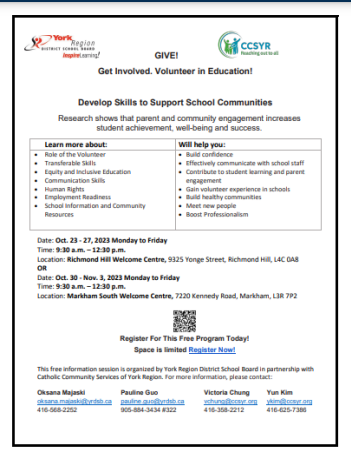 York Region
DISTRICT SCHOOL BOARD
Inspire Learning!
CCSYR
Reaching out to all
GIVE!
Get Involved. Volunteer in Education!
Develop Skills to Support School Communities
Research shows that parent and community engagement increases
student achievement, well-being and success.
Learn more about:
• Role of the Volunteer
• Transferable Skills
• Equity and Inclusive Education
• Communication Skills
• Human Rights
• Employment Readiness
• School Information and Community
Resources
Will help you:
• Build confidence
• Effectively communicate with school staff
• Contribute to student learning and parent
engagement
• Gain volunteer experience in schools
• Build healthy communities
• Meet new people
• Boost Professionalism
Date: Oct. 23 - 27, 2023 Monday to Friday
Time: 9:30 a.m. – 12:30 p.m.
Location: Richmond Hill Welcome Centre, 9325 Yonge Street, Richmond Hill, L4C 0A8
OR
Date: Oct. 30 - Nov. 3, 2023 Monday to Friday
Time: 9:30 a.m. – 12:30 p.m.
Location: Markham South Welcome Centre, 7220 Kennedy Road, Markham, L3R 7P2
Register For This Free Program Today!
Space is limited Register Now!
This free information session is organized by York Region District School Board in partnership with
Catholic Community Services of York Region. For more information, please contact:
Oksana Majaski
oksana.majaski@yrdsb.ca
416-568-2252
Pauline Guo
pauline.guo@yrdsb.ca
905-884-3434 #322
Victoria Chung
vchung@ccsyr.org
416-358-2212
Yun Kim
ykim@ccsyr.org
416-625-7386